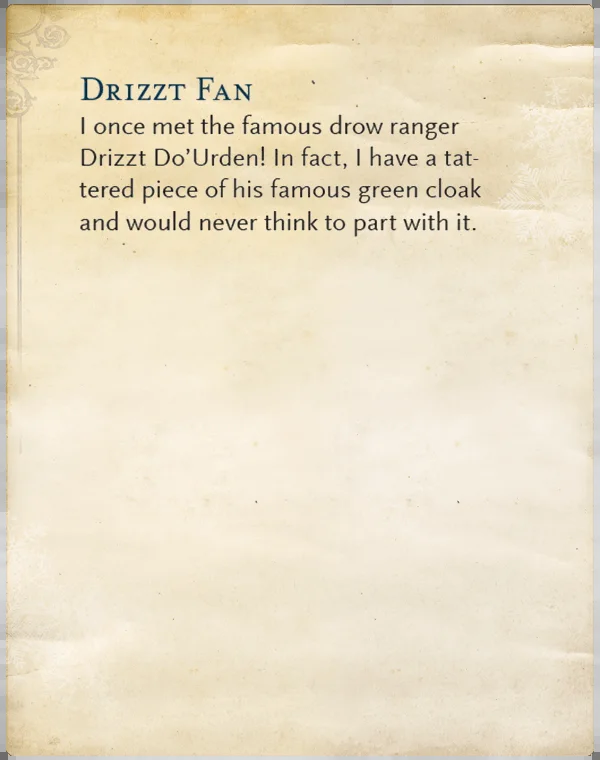 Drizzt Fan
I once met the famous drow ranger
Drizzt Do’Urden! In fact, I have a tat-
tered piece of his famous green cloak
and would never think to part with it.